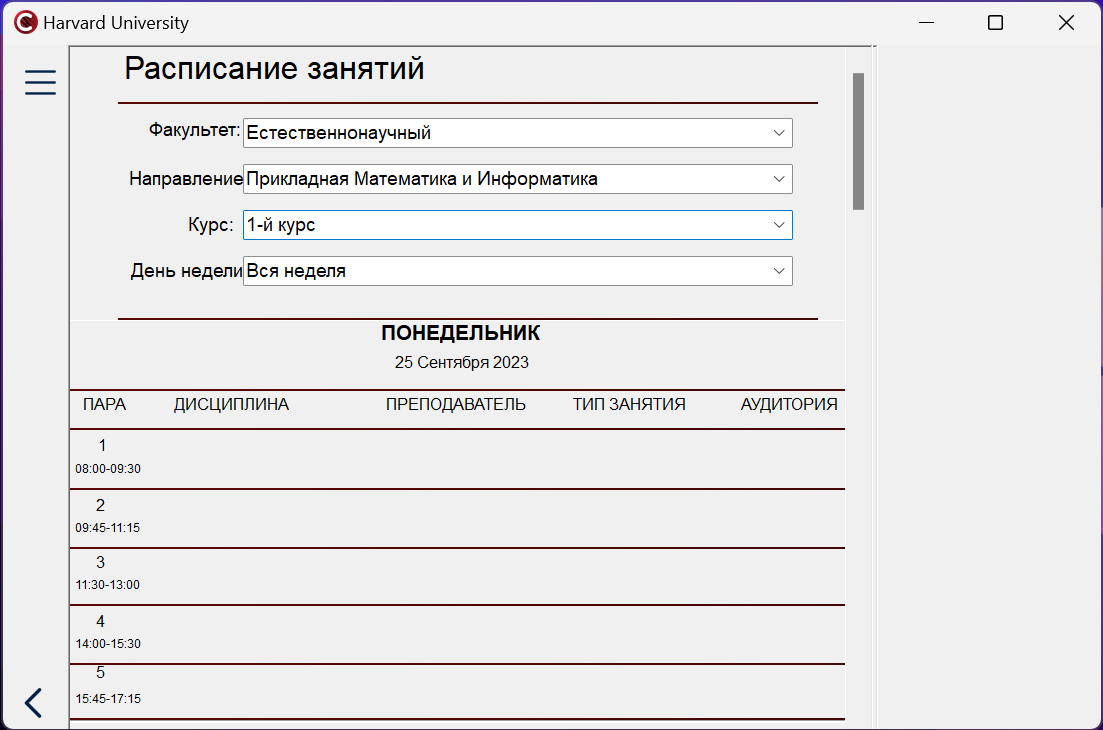 Harvard University
Расписание занятий
Факультет: Естественнонаучный
Направление Прикладная Математика и Информатика
Курс: 1-й курс
День недели Вся неделя
ПОНЕДЕЛЬНИК
25 Сентября 2023
ПАРА ДИСЦИПЛИНА ПРЕПОДАВАТЕЛЬ ТИП ЗАНЯТИЯ АУДИТОРИЯ
1
08:00-09:30
2
09:45-11:15
3
11:30-13:00
4
14:00-15:30
5
15:45-17:15